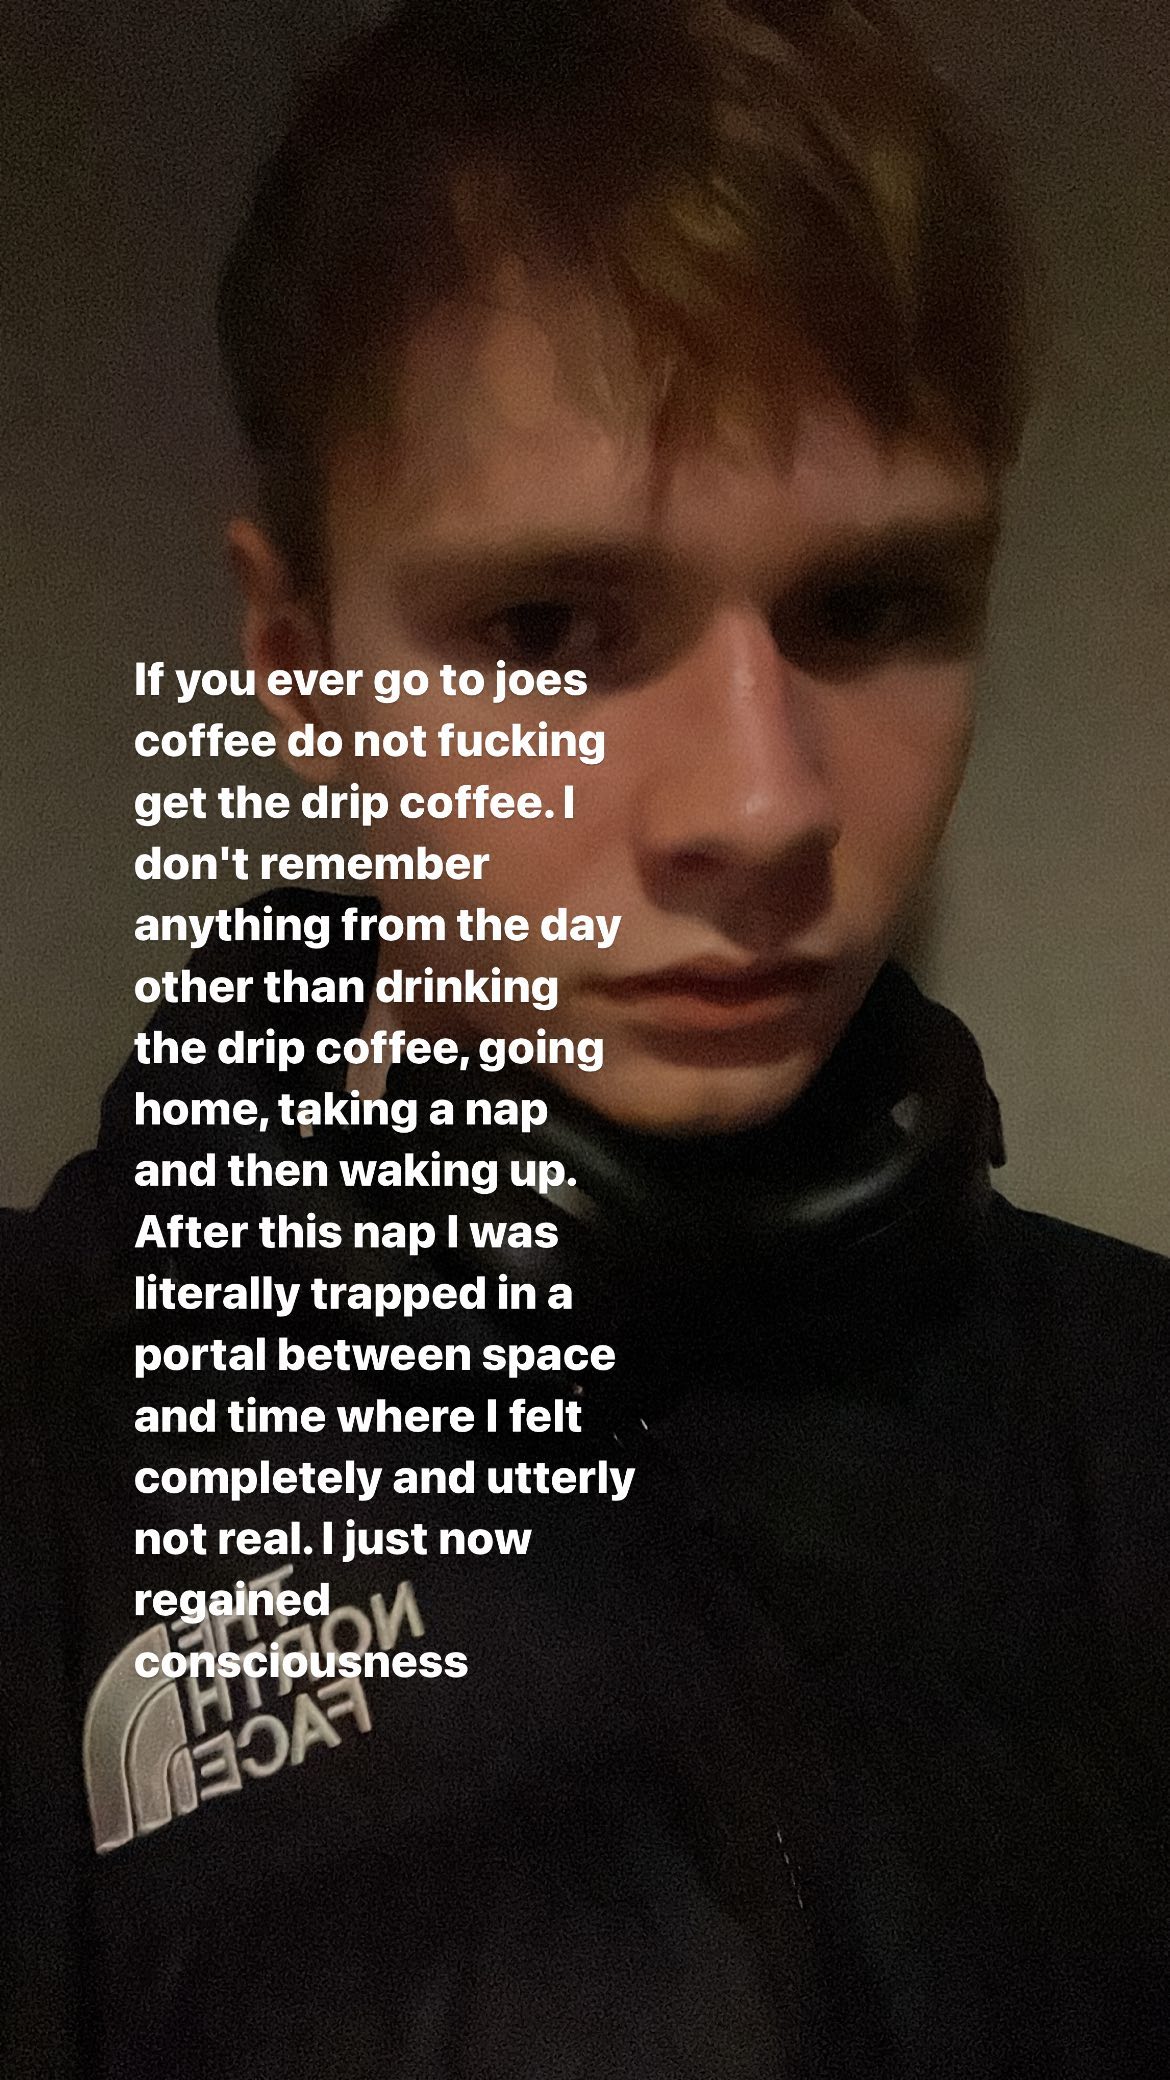 If you ever go to joes
coffee do not fucking
get the drip coffee. I
don't remember
anything from the day
other than drinking
the drip coffee, going
home, taking a nap
and then waking up.
After this nap I was
literally trapped in a
portal between space
and time where I felt
completely and utterly
not real. I just now
regained
consciousness
THE
NORTH
FACE